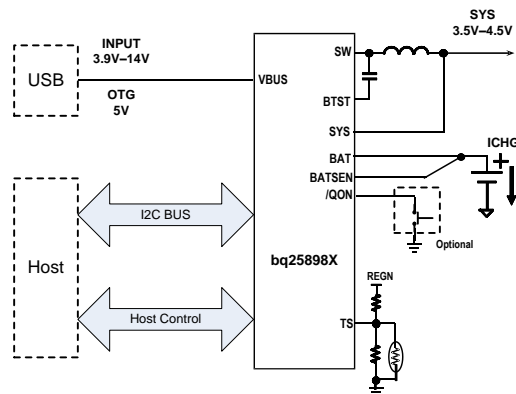 SYS
3.5V–4.5V
INPUT
3.9V–14V
USB
OTG
5V
VBUS
SW
BTST
SYS
BAT
BATSEN
/QON
ICHG
+
Optional
I2C BUS
Host
bq25898X
Host Control
REGN
TS